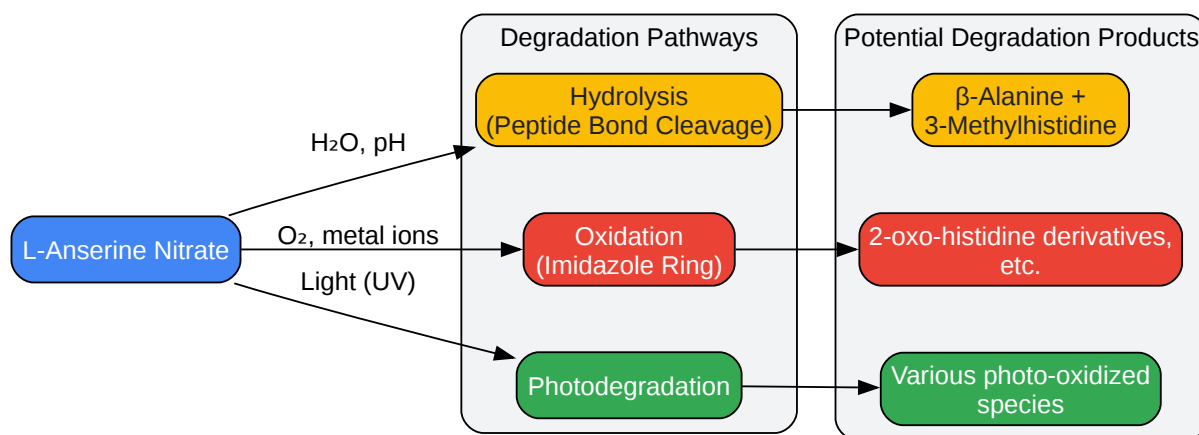 Degradation Pathways
Potential Degradation Products
Hydrolysis
(Peptide Bond Cleavage)
β-Alanine +
3-Methylhistidine
H₂O, pH
L-Anserine Nitrate
O₂, metal ions
Oxidation
(Imidazole Ring)
2-oxo-histidine derivatives,
etc.
Light (UV)
Photodegradation
Various photo-oxidized
species